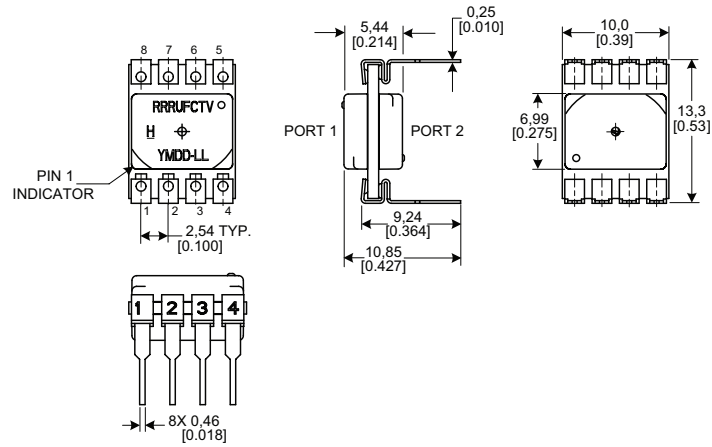 8 7 6 5
RRRUFCTV
H
YMDD-LL
PIN 1
INDICATOR
1 2 3 4
2,54 TYP.
[0.100]
5,44
[0.214]
0,25
[0.010]
PORT 1
PORT 2
9,24
[0.364]
10,85
[0.427]
10,0
[0.39]
6,99
[0.275]
13,3
[0.53]
1 2 3 4
8X 0,46
[0.018]